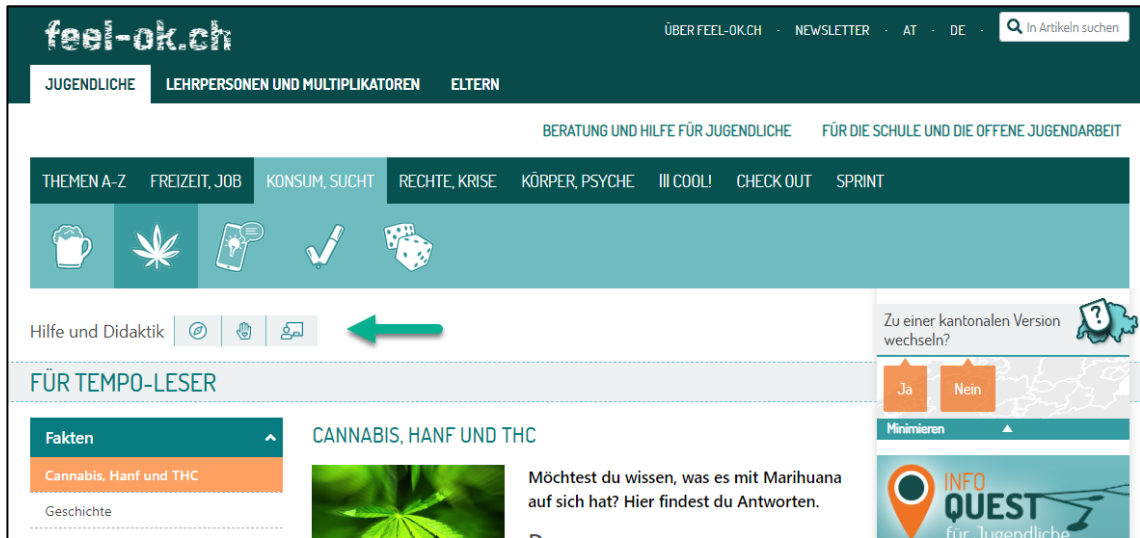 feel-ok.ch
ÜBER FEEL-OK.CH · NEWSLETTER · AT · DE ·
In Artikeln suchen
JUGENDLICHE LEHRPERSONEN UND MULTIPLIKATOREN ELTERN
BERATUNG UND HILFE FÜR JUGENDLICHE FÜR DIE SCHULE UND DIE OFFENE JUGENDARBEIT
THEMEN A-Z FREIZEIT, JOB KONSUM, SUCHT RECHTE, KRISE KÖRPER, PSYCHE III COOL! CHECK OUT SPRINT
Hilfe und Didaktik
Zu einer kantonalen Version
wechseln?
?
Ja Nein
Minimieren
FÜR TEMPO-LESER
Fakten
Cannabis, Hanf und THC
Geschichte
CANNABIS, HANF UND THC
Möchtest du wissen, was es mit Marihuana
auf sich hat? Hier findest du Antworten.
INFO
QUEST
für Jugendliche